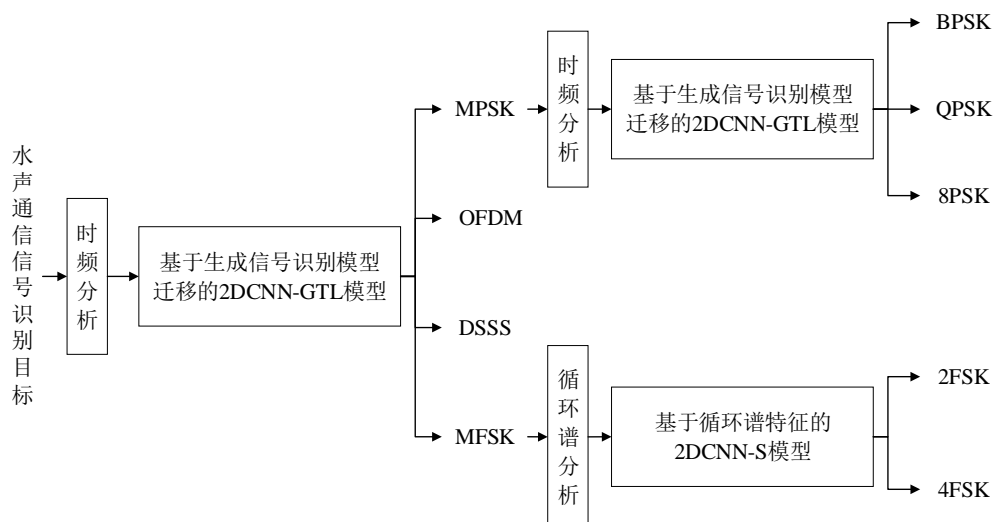 水声通信信号识别目标
时频分析
基于生成信号识别模型
迁移的2DCNN-GTL模型
MPSK
OFDM
DSSS
MFSK
时频分析
基于生成信号识别模型
迁移的2DCNN-GTL模型
BPSK
QPSK
8PSK
循环谱分析
基于循环谱特征的
2DCNN-S模型
2FSK
4FSK